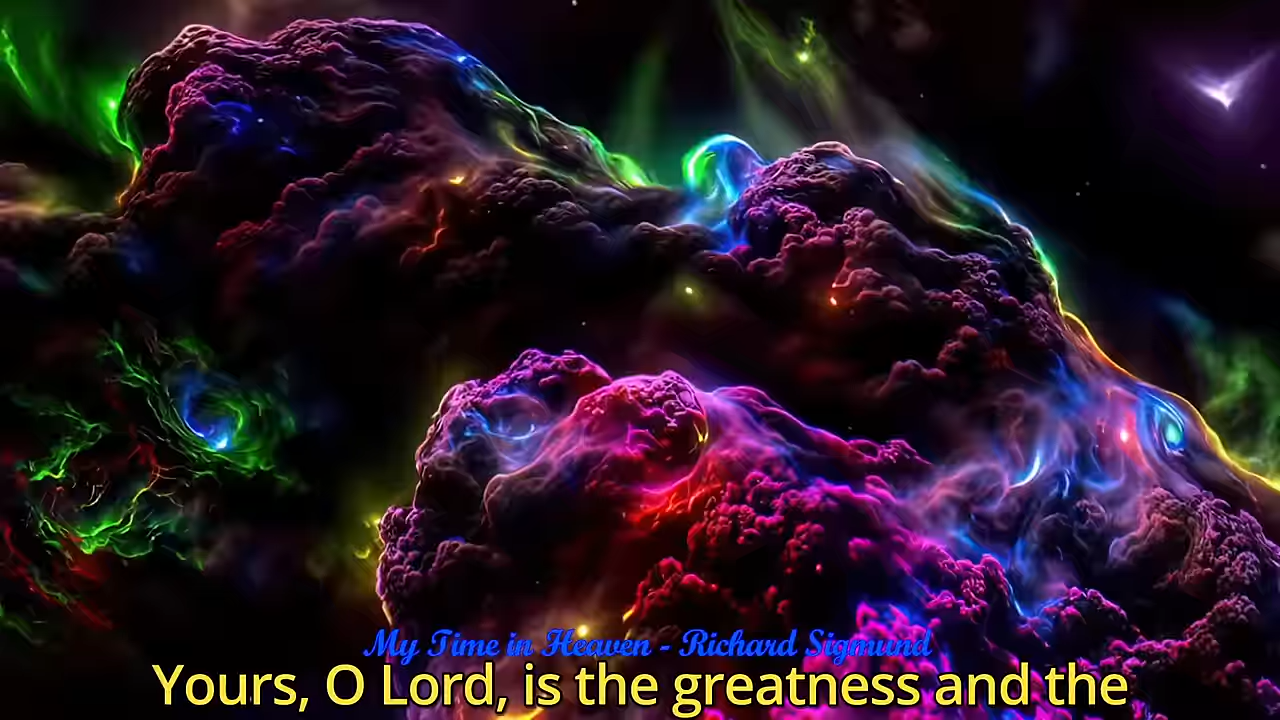 My Time in Heaven - Richard Sigmund
Yours, O Lord, is the greatness and the